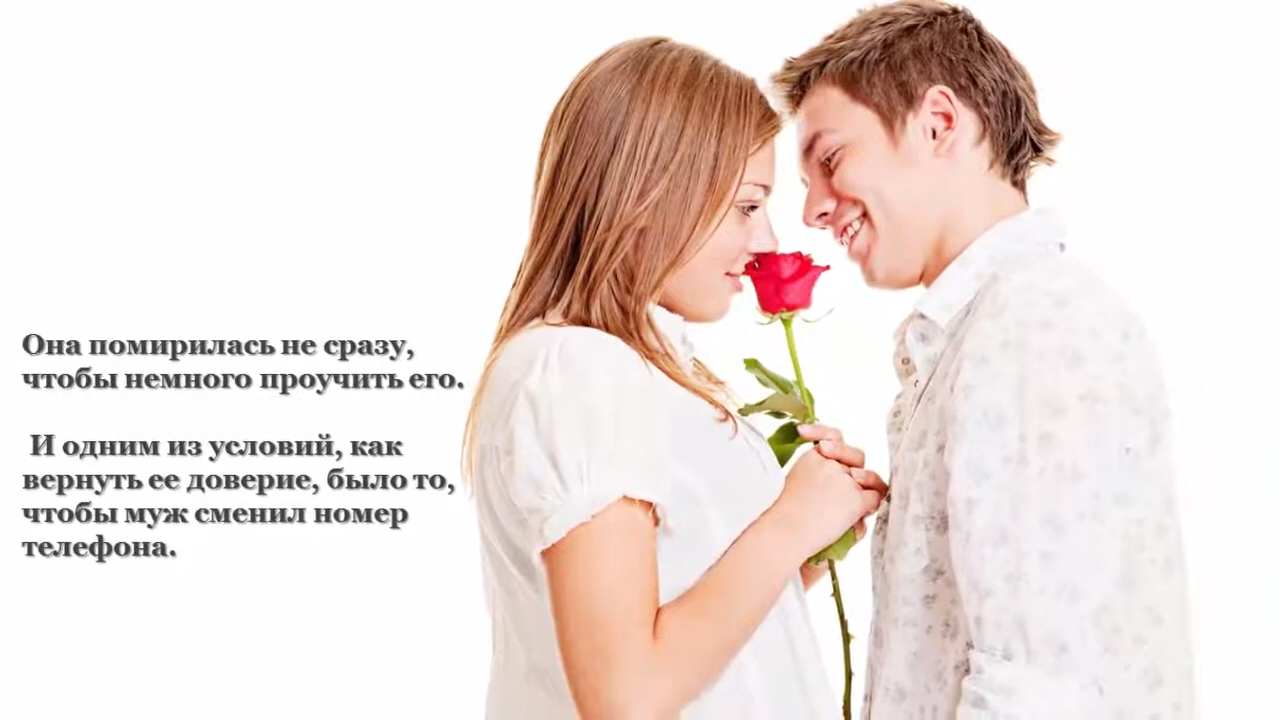 Она помирилась не сразу,
чтобы немного проучить его.
И одним из условий, как
вернуть ее доверие, было то,
чтобы муж сменил номер
телефона.